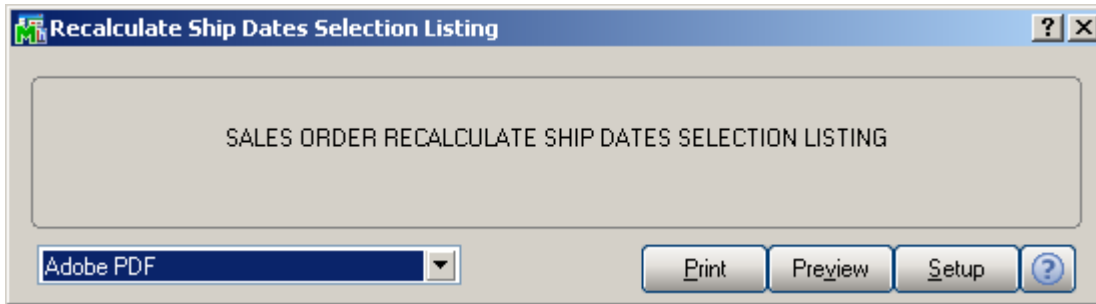 Recalculate Ship Dates Selection Listing
SALES ORDER RECALCULATE SHIP DATES SELECTION LISTING
Adobe PDF Print Preview Setup